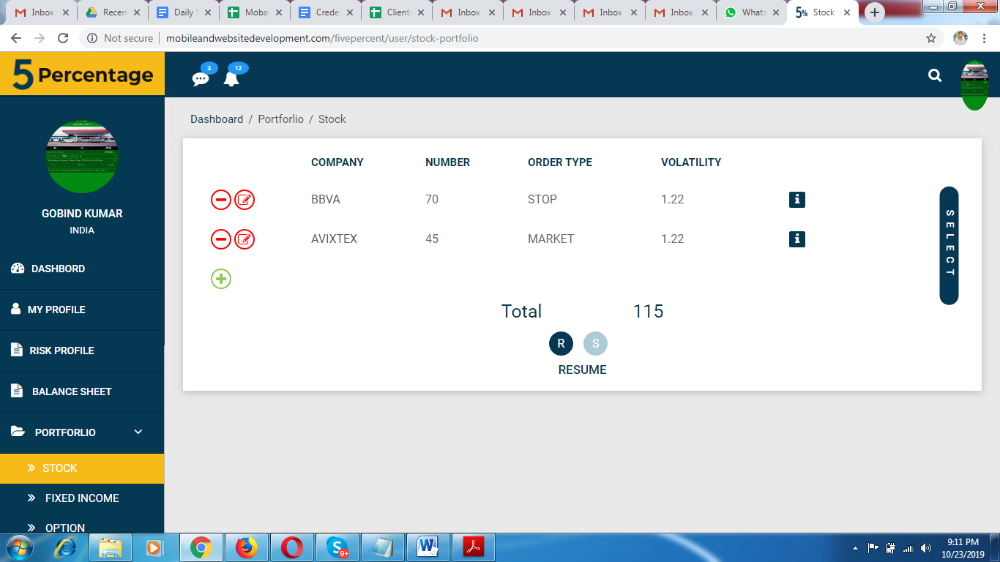 Inbox
Recen
Daily S
Moba
Crede
Client
Inbox
Inbox
Inbox
Inbox
Whats
5% Stock
Not secure | mobileandwebsitedevelopment.com/fivepercent/user/stock-portfolio
5 Percentage
3
12
Dashboard / Portforlio / Stock
GOBIND KUMAR
INDIA
DASHBORD
MY PROFILE
RISK PROFILE
BALANCE SHEET
PORTFORLIO
STOCK
FIXED INCOME
OPTION
COMPANY NUMBER ORDER TYPE VOLATILITY
BBVA 70 STOP 1.22
AVIXTEX 45 MARKET 1.22
Total 115
R S
RESUME
SELECT
9+
9:11 PM
10/23/2019